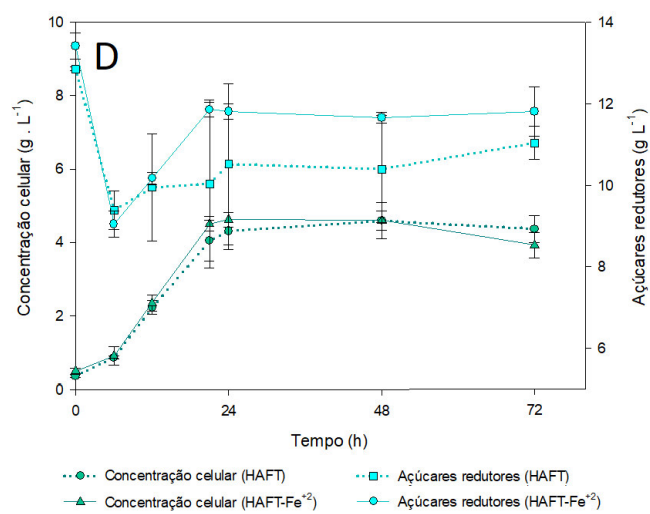 D
Concentração celular (g . L⁻¹)
10
8
6
4
2
0
Açúcares redutores (g L⁻¹)
14
12
10
8
6
0
24
48
72
Tempo (h)
Concentração celular (HAFT)
Açúcares redutores (HAFT)
Concentração celular (HAFT-Fe⁺²)
Açúcares redutores (HAFT-Fe⁺²)